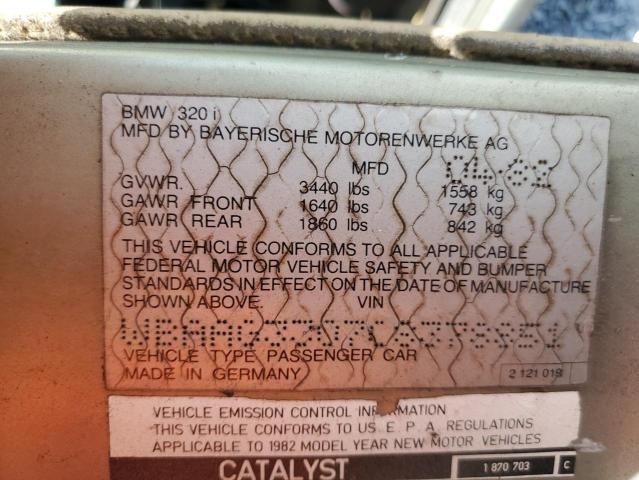 BMW 320 i
MFD BY BAYERISCHE MOTORENWERKE AG
MFD 04-82
GVWR. 3440 lbs 1558 kg
GAWR FRONT 1640 lbs 743 kg
GAWR REAR 1860 lbs 842 kg
THIS VEHICLE CONFORMS TO ALL APPLICABLE
FEDERAL MOTOR VEHICLE SAFETY AND BUMPER
STANDARDS IN EFFECT ON THE DATE OF MANUFACTURE
SHOWN ABOVE. VIN
VEHICLE TYPE PASSENGER CAR
MADE IN GERMANY 2 121 019
VEHICLE EMISSION CONTROL INFORMATION
THIS VEHICLE CONFORMS TO US E. P. A. REGULATIONS
APPLICABLE TO 1982 MODEL YEAR NEW MOTOR VEHICLES
CATALYST 1 870 703 C